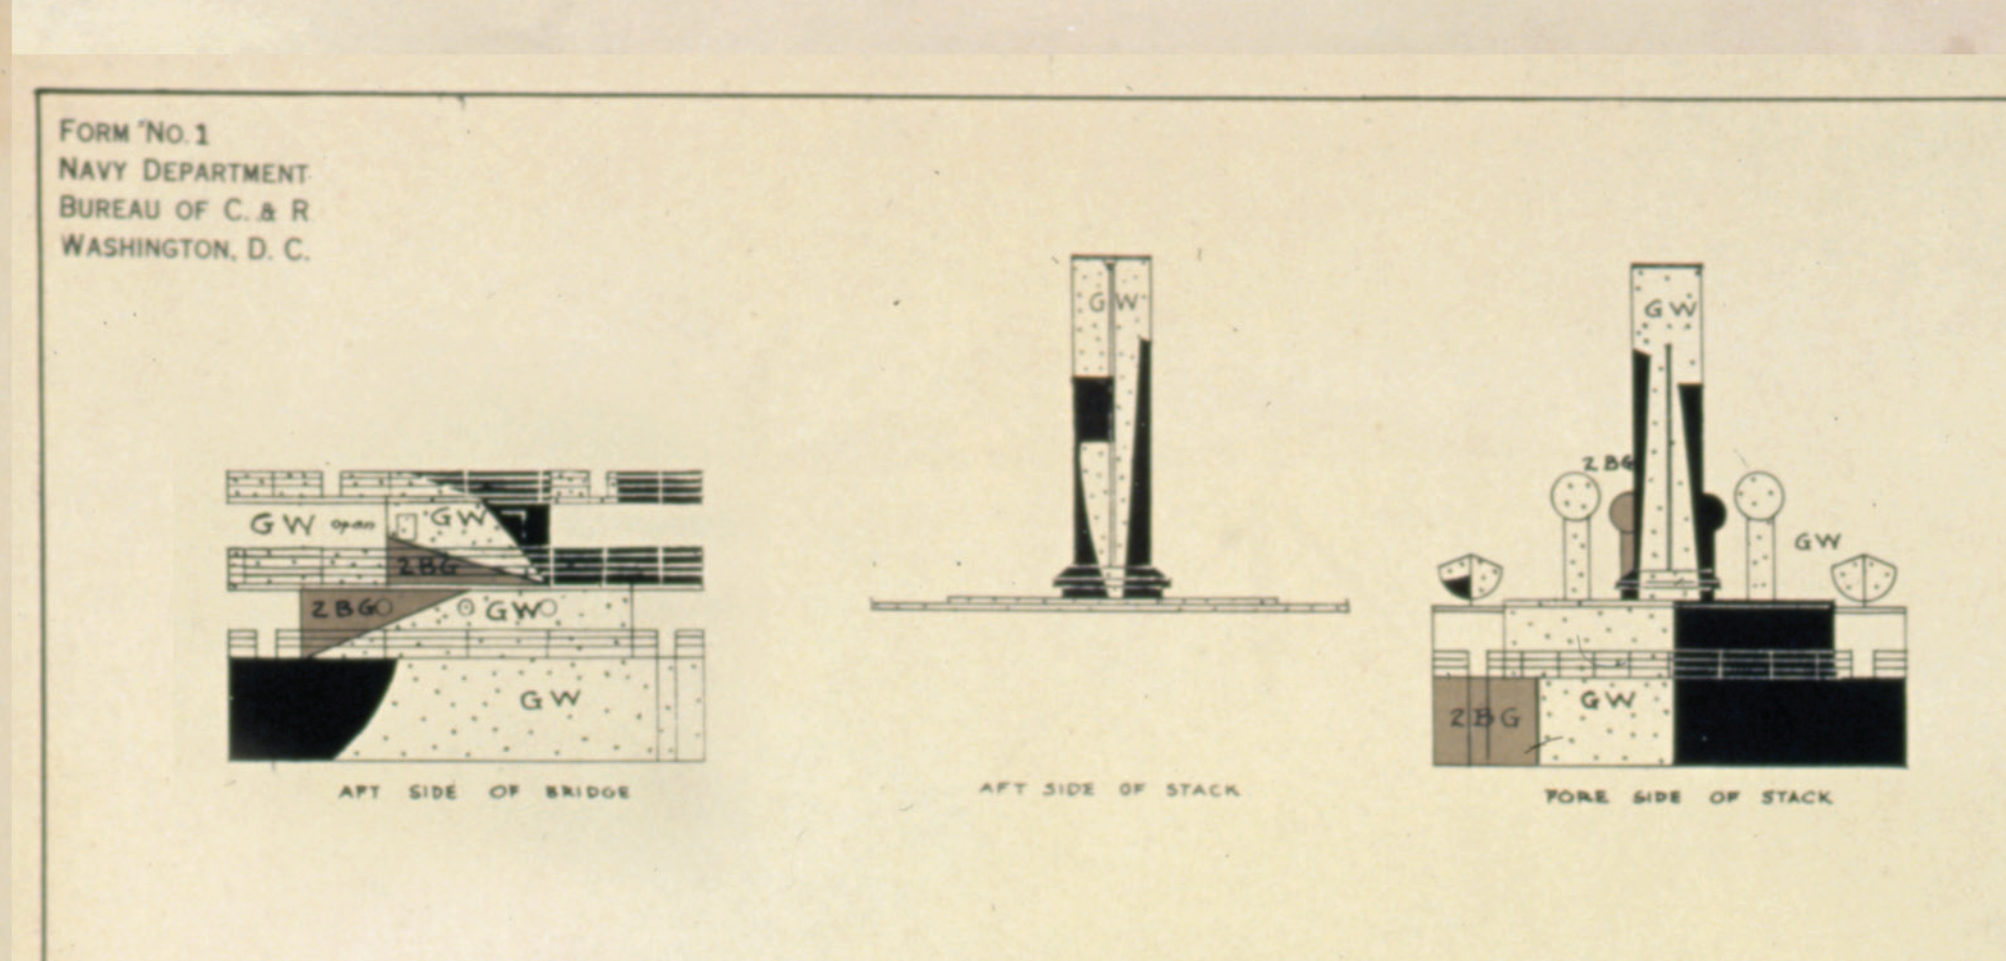 FORM No. 1
NAVY DEPARTMENT
BUREAU OF C. & R
WASHINGTON, D. C.
GW open GW
2BG
2BG GW
GW
AFT SIDE OF BRIDGE
GW
AFT SIDE OF STACK
GW
2BG
GW
2BG GW
FORE SIDE OF STACK